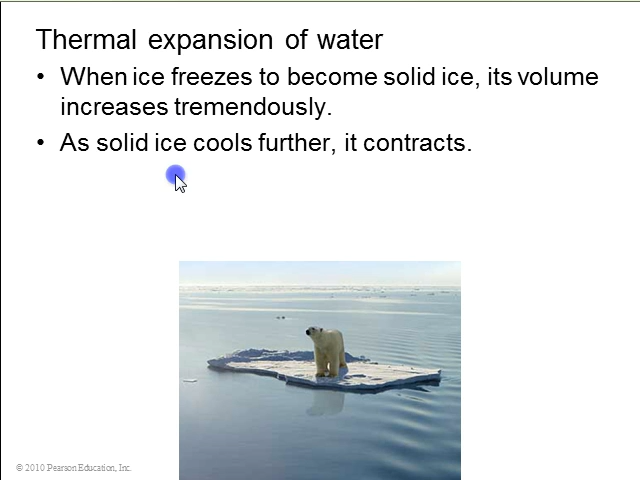 Thermal expansion of water
• When ice freezes to become solid ice, its volume
increases tremendously.
• As solid ice cools further, it contracts.
© 2010 Pearson Education, Inc.